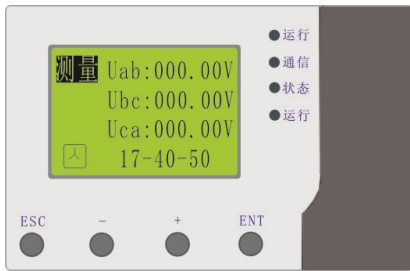 测量 Uab:000.00V
Ubc:000.00V
Uca:000.00V
17-40-50
运行
通信
状态
运行
ESC - + ENT